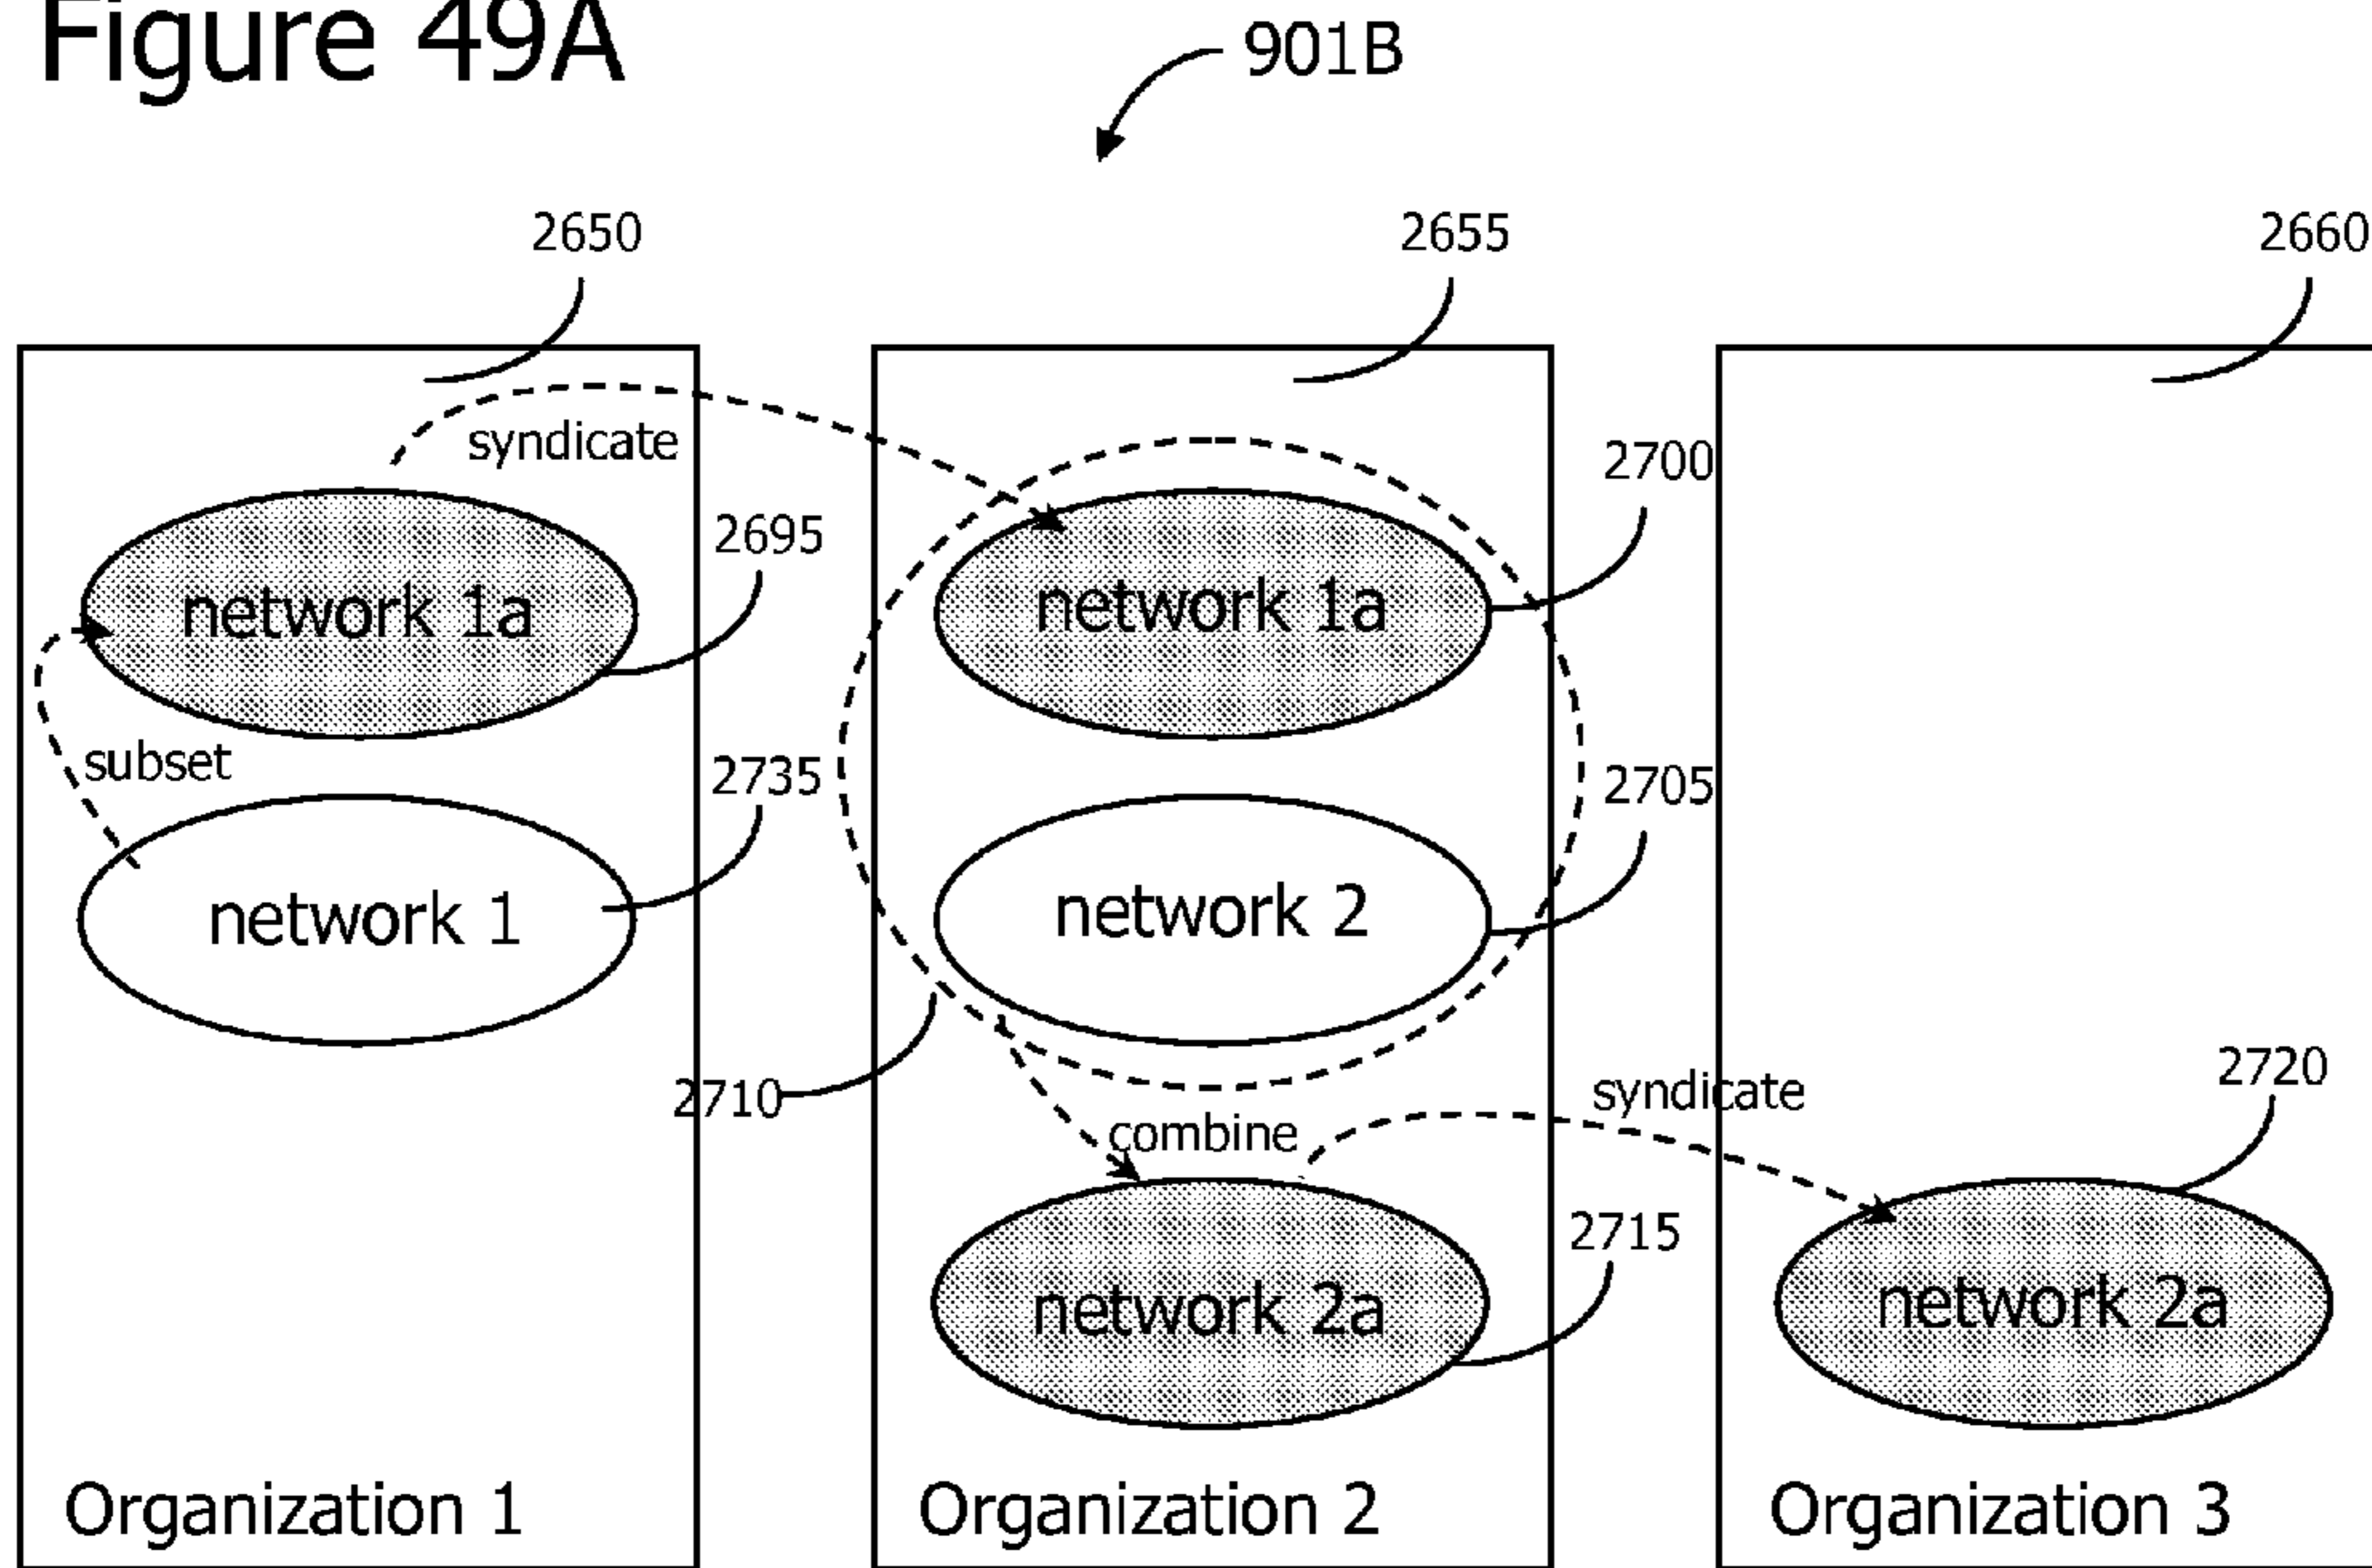 Figure 49A
901B
2650
2655
2660
syndicate
2700
2695
network 1a
network 1a
subset
2735
2705
network 1
network 2
2710
syndicate
2720
combine
2715
network 2a
network 2a
Organization 1
Organization 2
Organization 3